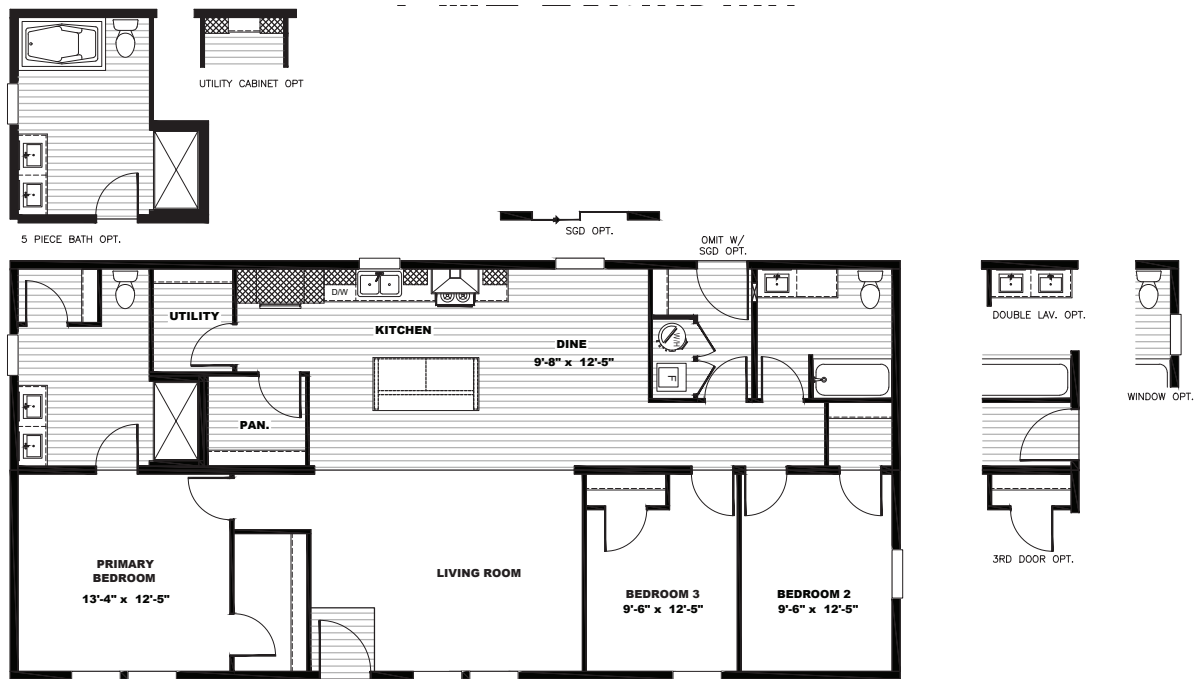 UTILITY CABINET OPT
5 PIECE BATH OPT.
SGD OPT.
OMIT W/
SGD OPT.
D/W
UTILITY
KITCHEN
DINE
9'-8" x 12'-5"
W/H
F
PAN.
DOUBLE LAV. OPT.
WINDOW OPT.
PRIMARY
BEDROOM
13'-4" x 12'-5"
LIVING ROOM
BEDROOM 3
9'-6" x 12'-5"
BEDROOM 2
9'-6" x 12'-5"
3RD DOOR OPT.